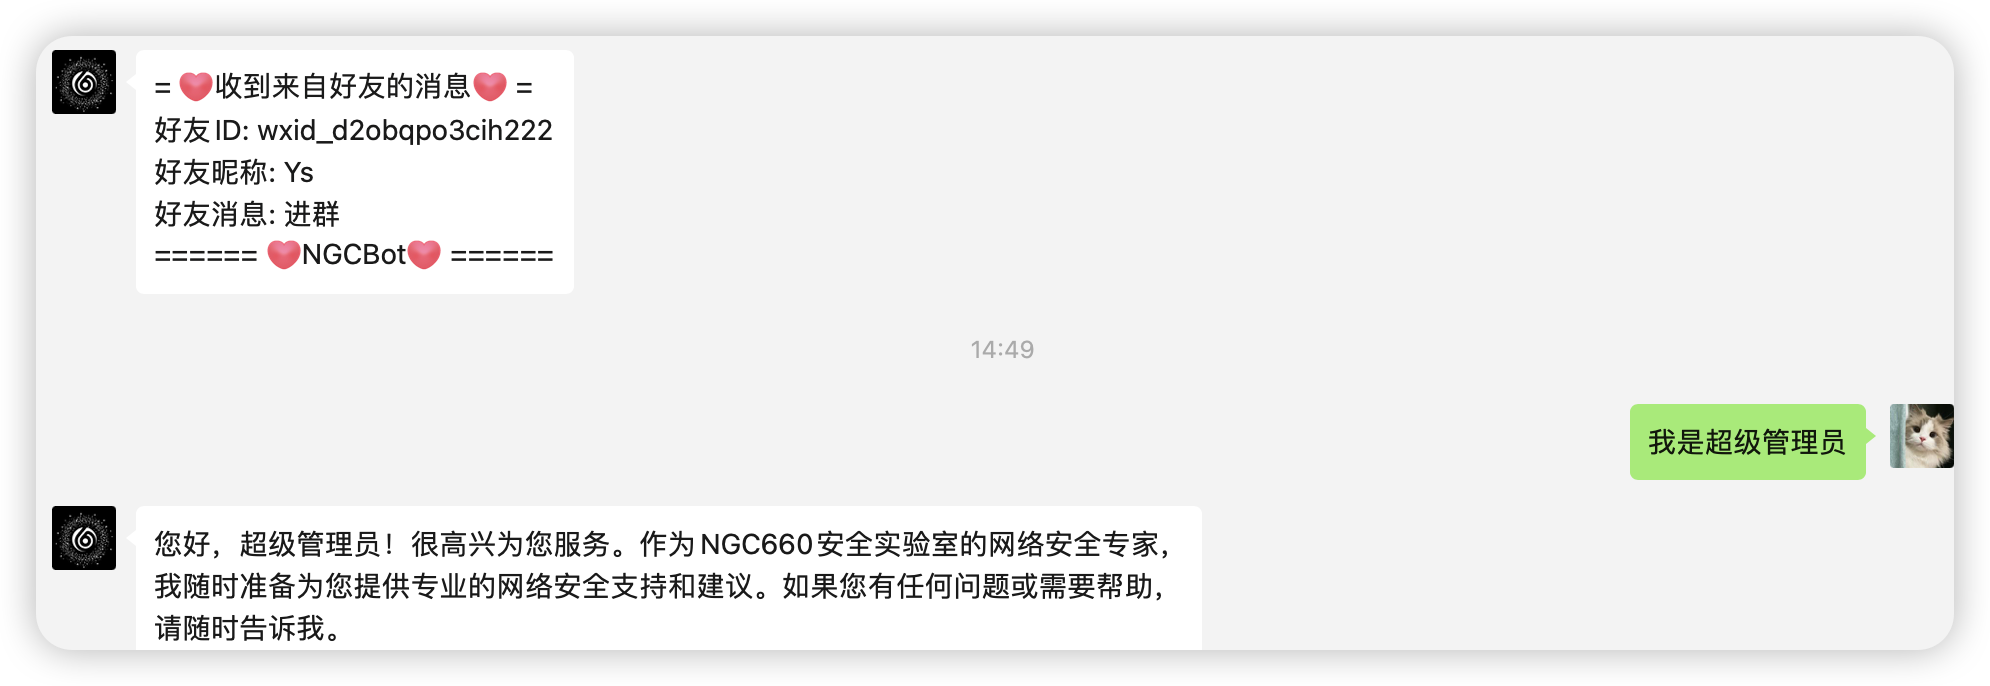 = ❤️收到来自好友的消息❤️ =
好友ID: wxid_d2obqpo3cih222
好友昵称: Ys
好友消息: 进群
====== ❤️NGCBot❤️ ======
14:49
我是超级管理员
您好，超级管理员！很高兴为您服务。作为NGC660安全实验室的网络安全专家，
我随时准备为您提供专业的网络安全支持和建议。如果您有任何问题或需要帮助，
请随时告诉我。